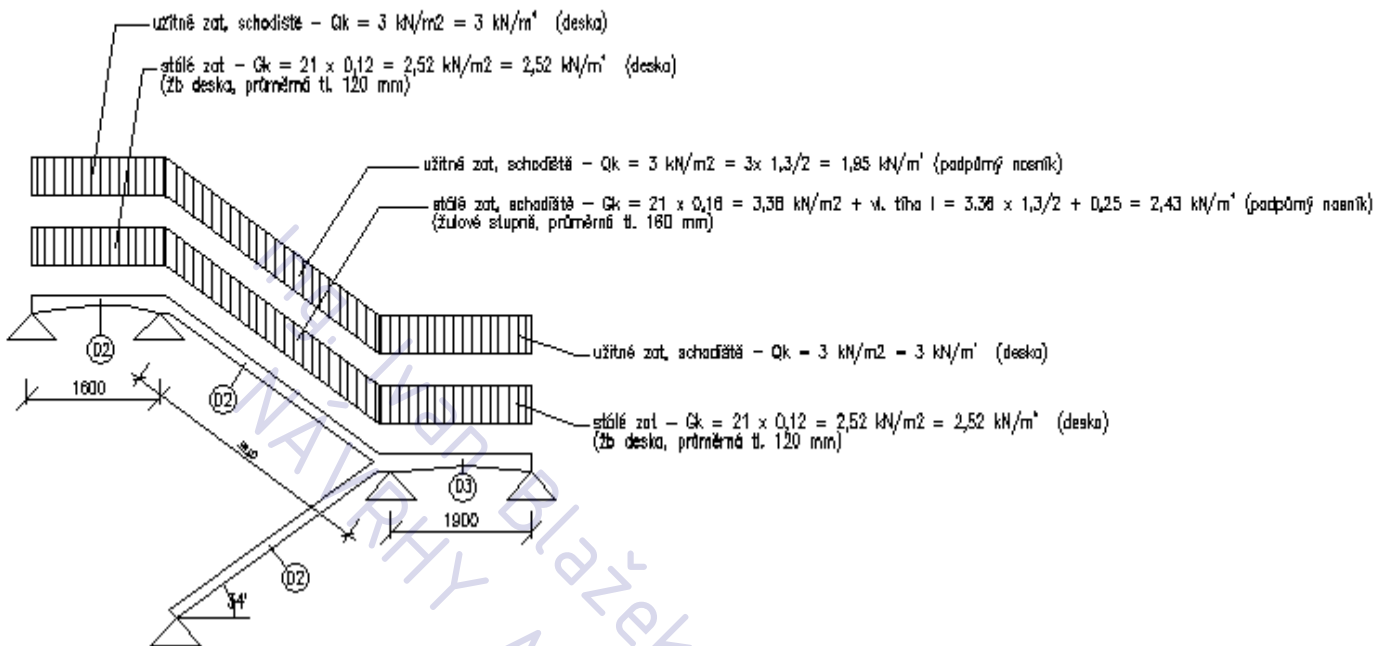 užitné zat. schodiště – Qk = 3 kN/m2 = 3 kN/m' (deska)
stálé zat – Gk = 21 x 0,12 = 2,52 kN/m2 = 2,52 kN/m' (deska)
(žb deska, průměrná tl. 120 mm)
užitné zat. schodiště – Qk = 3 kN/m2 = 3x 1,3/2 = 1,95 kN/m' (podpůrný nosník)
stálé zat. schodiště – Gk = 21 x 0,16 = 3,36 kN/m2 + vl. tíha I = 3.36 x 1,3/2 + 0,25 = 2,43 kN/m' (podpůrný nosník)
(žulové stupně, průměrná tl. 160 mm)
užitné zat. schodiště – Qk = 3 kN/m2 = 3 kN/m' (deska)
stálé zat – Gk = 21 x 0,12 = 2,52 kN/m2 = 2,52 kN/m' (deska)
(žb deska, průměrná tl. 120 mm)
D2
1600
D2
D3
1900
D2
34°
Ing. Ivan Blažek
NÁVRHY A